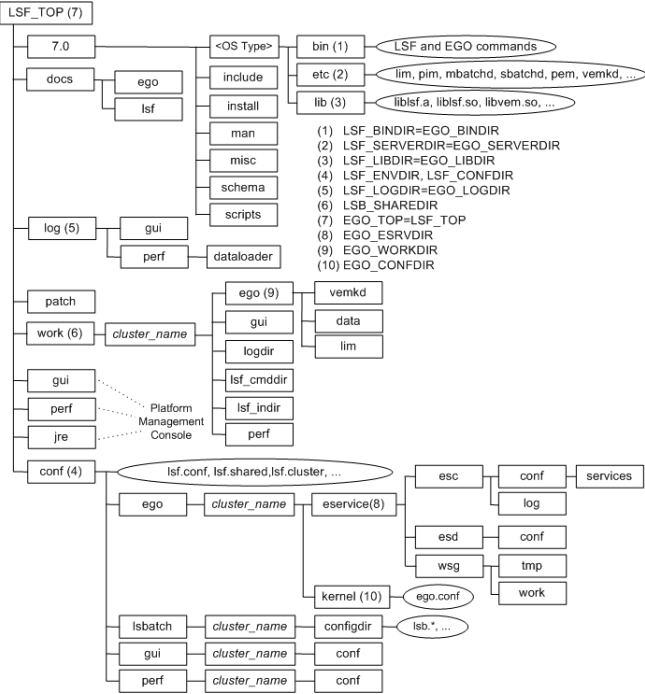 LSF_TOP (7)
7.0
<OS Type>
bin (1)
LSF and EGO commands
docs
ego
include
etc (2)
lim, pim, mbatchd, sbatchd, pem, vemkd, ...
lsf
install
lib (3)
liblsf.a, liblsf.so, libvem.so, ...
man
misc
schema
scripts
(1) LSF_BINDIR=EGO_BINDIR
(2) LSF_SERVERDIR=EGO_SERVERDIR
(3) LSF_LIBDIR=EGO_LIBDIR
(4) LSF_ENVDIR, LSF_CONFDIR
(5) LSF_LOGDIR=EGO_LOGDIR
(6) LSB_SHAREDIR
(7) EGO_TOP=LSF_TOP
(8) EGO_ESRVDIR
(9) EGO_WORKDIR
(10) EGO_CONFDIR
log (5)
gui
perf
dataloader
patch
work (6)
cluster_name
ego (9)
vemkd
gui
data
logdir
lim
lsf_cmddir
lsf_indir
perf
gui
perf
jre
Platform
Management
Console
conf (4)
lsf.conf, lsf.shared,lsf.cluster, ...
ego
cluster_name
eservice(8)
esc
conf
services
log
esd
conf
wsg
tmp
work
kernel (10)
ego.conf
lsbatch
cluster_name
configdir
lsb.*, ...
gui
cluster_name
conf
perf
cluster_name
conf